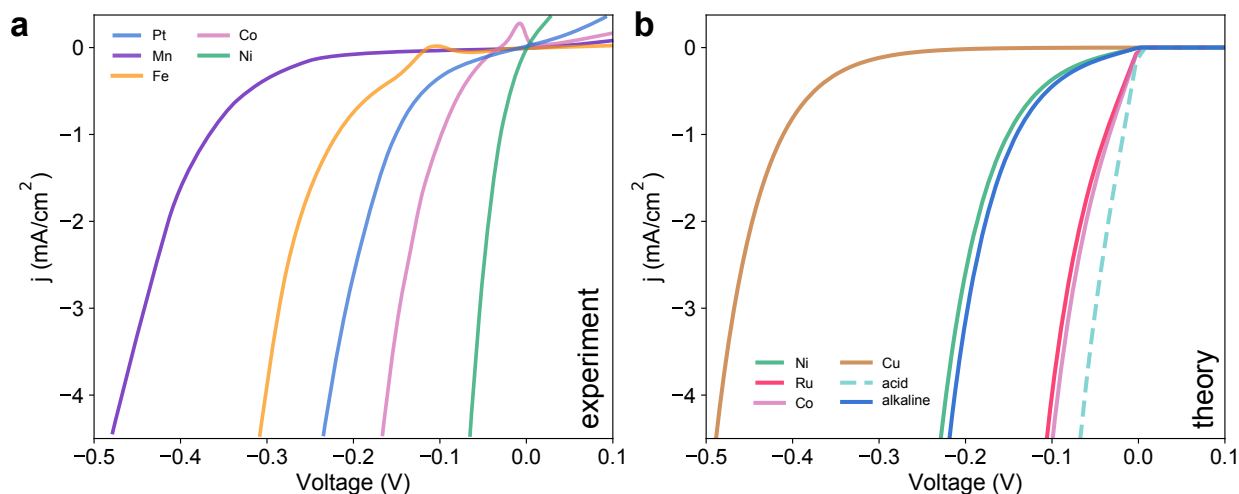 a
Pt
Co
Mn
Ni
Fe
0
−1
−2
−3
−4
j (mA/cm²)
experiment
−0.5 −0.4 −0.3 −0.2 −0.1 0.0 0.1
Voltage (V)
b
0
−1
−2
−3
−4
j (mA/cm²)
Ni
Cu
Ru
acid
Co
alkaline
theory
−0.5 −0.4 −0.3 −0.2 −0.1 0.0 0.1
Voltage (V)